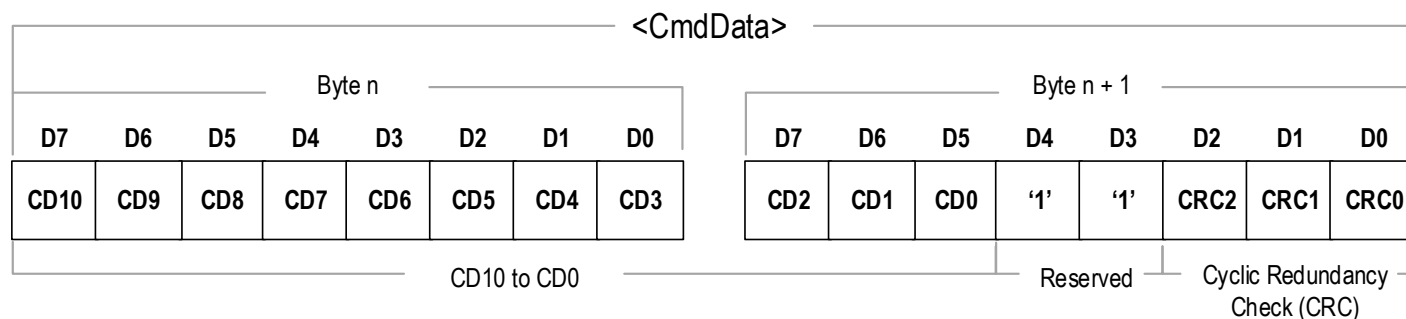 <CmdData>
Byte n Byte n + 1
D7 D6 D5 D4 D3 D2 D1 D0 D7 D6 D5 D4 D3 D2 D1 D0
CD10 CD9 CD8 CD7 CD6 CD5 CD4 CD3 CD2 CD1 CD0 ‘1’ ‘1’ CRC2 CRC1 CRC0
CD10 to CD0 Reserved Cyclic Redundancy
Check (CRC)